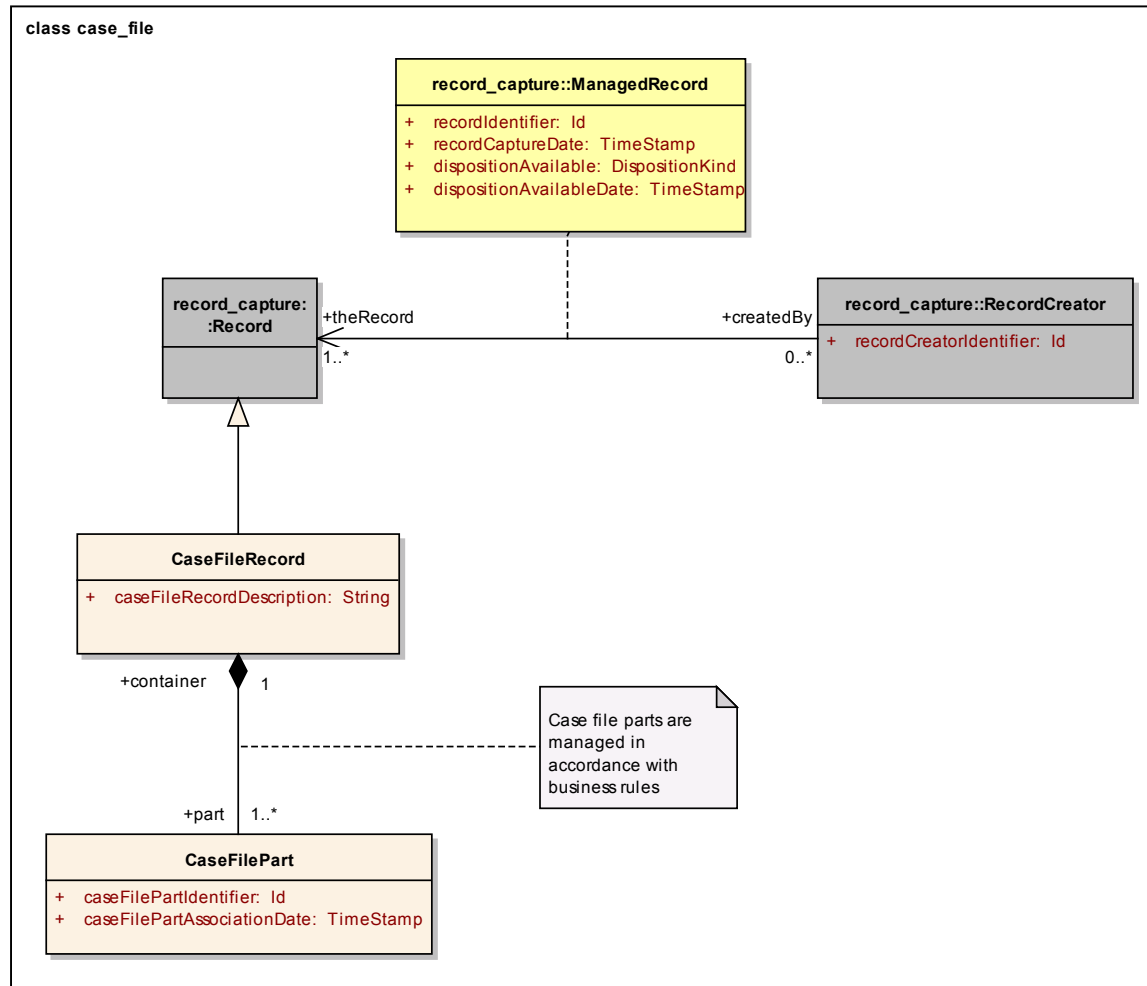 class case_file
record_capture::ManagedRecord
+ recordIdentifier: Id
+ recordCaptureDate: TimeStamp
+ dispositionAvailable: DispositionKind
+ dispositionAvailableDate: TimeStamp
record_capture:
:Record
+theRecord
1..*
+createdBy
0..*
record_capture::RecordCreator
+ recordCreatorIdentifier: Id
CaseFileRecord
+ caseFileRecordDescription: String
+container
1
Case file parts are
managed in
accordance with
business rules
+part
1..*
CaseFilePart
+ caseFilePartIdentifier: Id
+ caseFilePartAssociationDate: TimeStamp